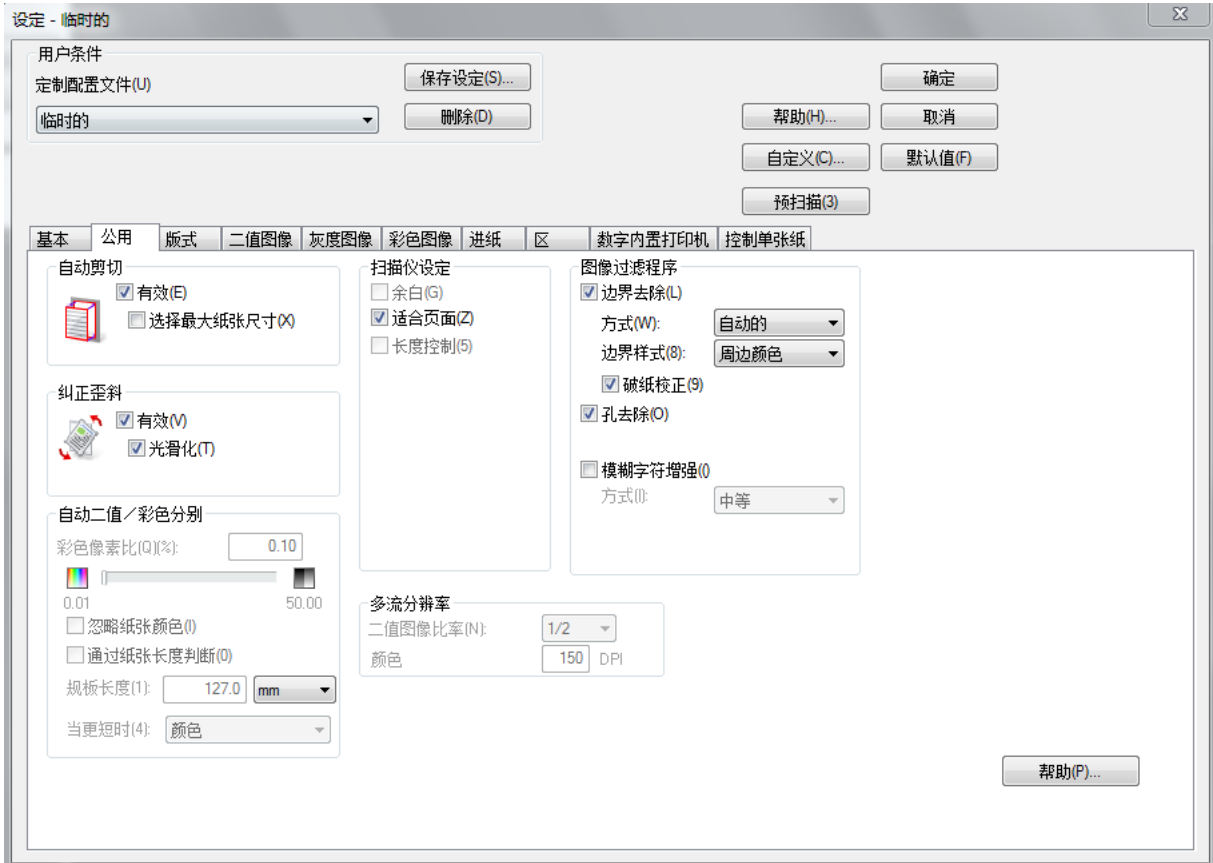 设定 - 临时的
用户条件
定制配置文件(U)
保存设定(S)...
临时的
删除(D)
确定
帮助(H)...
取消
自定义(C)...
默认值(F)
预扫描(3)
基本 公用 版式 二值图像 灰度图像 彩色图像 进纸 区 数字内置打印机 控制单张纸
自动剪切
有效(E)
选择最大纸张尺寸(X)
纠正歪斜
有效(V)
光滑化(T)
自动二值／彩色分别
彩色像素比(Q)(%): 0.10
0.01 50.00
忽略纸张颜色(I)
通过纸张长度判断(0)
规板长度(1): 127.0 mm
当更短时(4): 颜色
扫描仪设定
余白(G)
适合页面(Z)
长度控制(5)
多流分辨率
二值图像比率(N): 1/2
颜色 150 DPI
图像过滤程序
边界去除(L)
方式(W): 自动的
边界样式(8): 周边颜色
破纸校正(9)
孔去除(O)
模糊字符增强()
方式(I): 中等
帮助(P)...